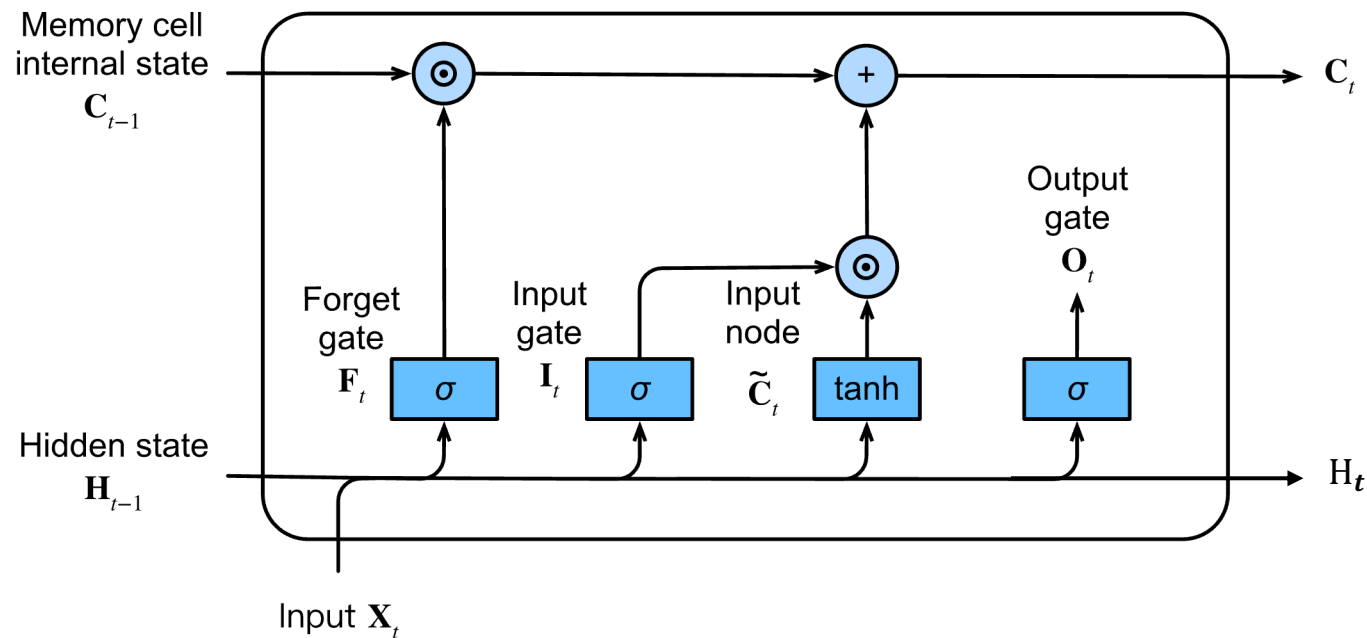 Memory cell
internal state
C_{t−1}
⊙
+
C_t
Output
gate
O_t
⊙
Forget
gate
F_t
Input
gate
I_t
Input
node
C̃_t
σ
σ
tanh
σ
Hidden state
H_{t−1}
H_t
Input X_t